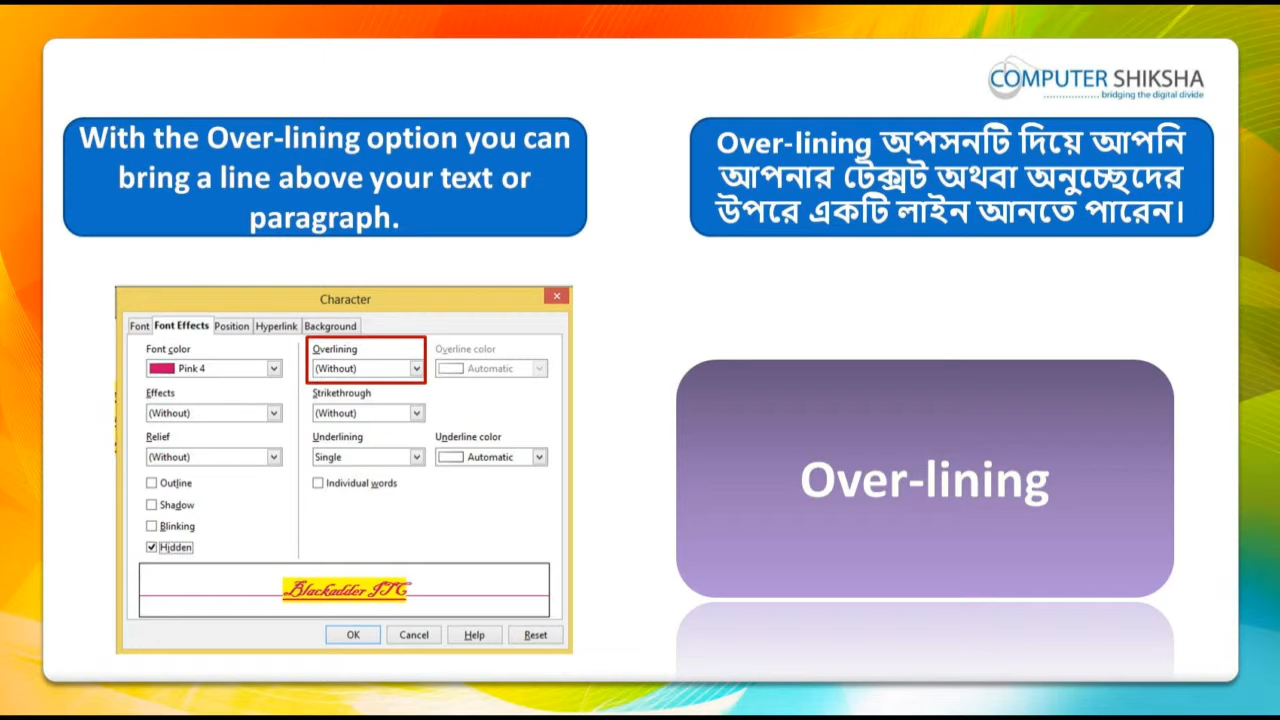 COMPUTER SHIKSHA
bridging the digital divide
With the Over-lining option you can
bring a line above your text or
paragraph.
Over-lining অপসনটি দিয়ে আপনি
আপনার টেক্সট অথবা অনুচ্ছেদের
উপরে একটি লাইন আনতে পারেন।
Character
Font Font Effects Position Hyperlink Background
Font color Overlining Overline color
Pink 4 (Without) Automatic
Effects Strikethrough
(Without) (Without)
Relief Underlining Underline color
(Without) Single Automatic
Outline Individual words
Shadow
Blinking
Hidden
Blackadder ITC
OK Cancel Help Reset
Over-lining